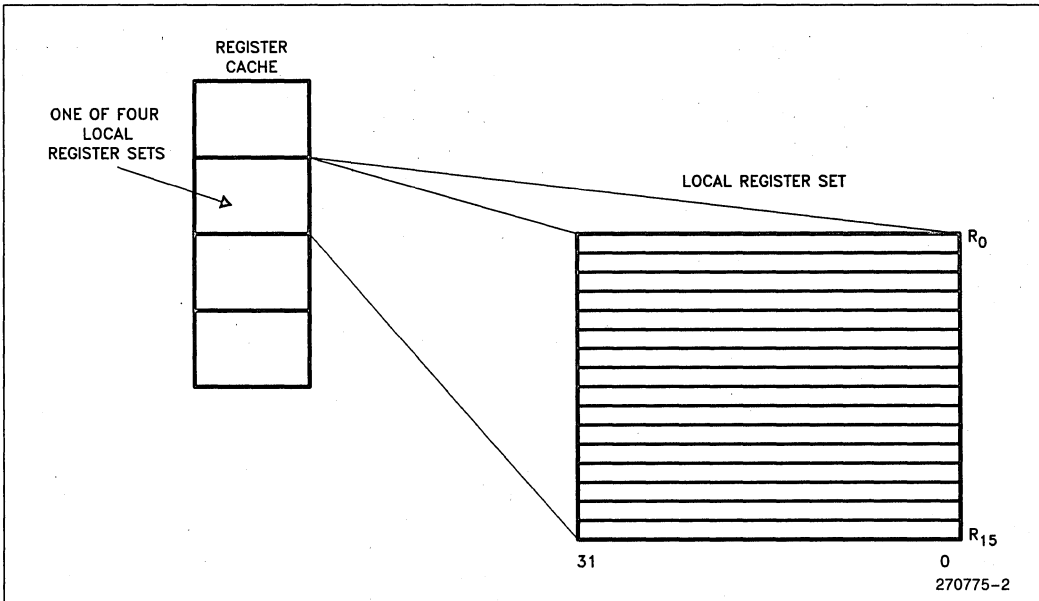 REGISTER
CACHE
ONE OF FOUR
LOCAL
REGISTER SETS
LOCAL REGISTER SET
R0
R15
31
0
270775-2